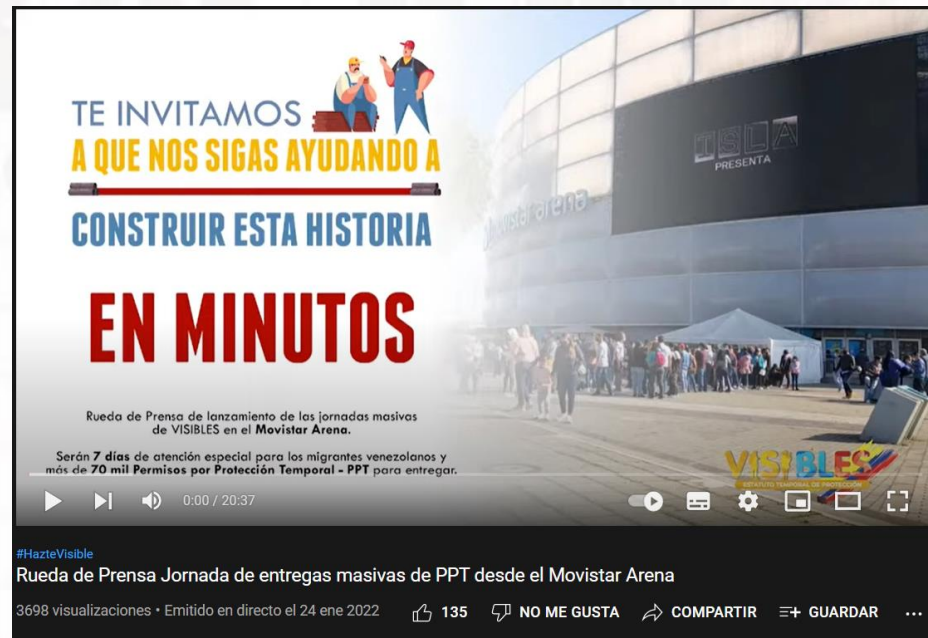 TE INVITAMOS
A QUE NOS SIGAS AYUDANDO A
CONSTRUIR ESTA HISTORIA
EN MINUTOS
Rueda de Prensa de lanzamiento de las jornadas masivas
de VISIBLES en el Movistar Arena.
Serán 7 días de atención especial para los migrantes venezolanos y
más de 70 mil Permisos por Protección Temporal - PPT para entregar.
ISLA
PRESENTA
movistar arena
VISIBLES
ESTATUTO TEMPORAL DE PROTECCIÓN
0:00 / 20:37
#HazteVisible
Rueda de Prensa Jornada de entregas masivas de PPT desde el Movistar Arena
3698 visualizaciones • Emitido en directo el 24 ene 2022 135 NO ME GUSTA COMPARTIR GUARDAR ...